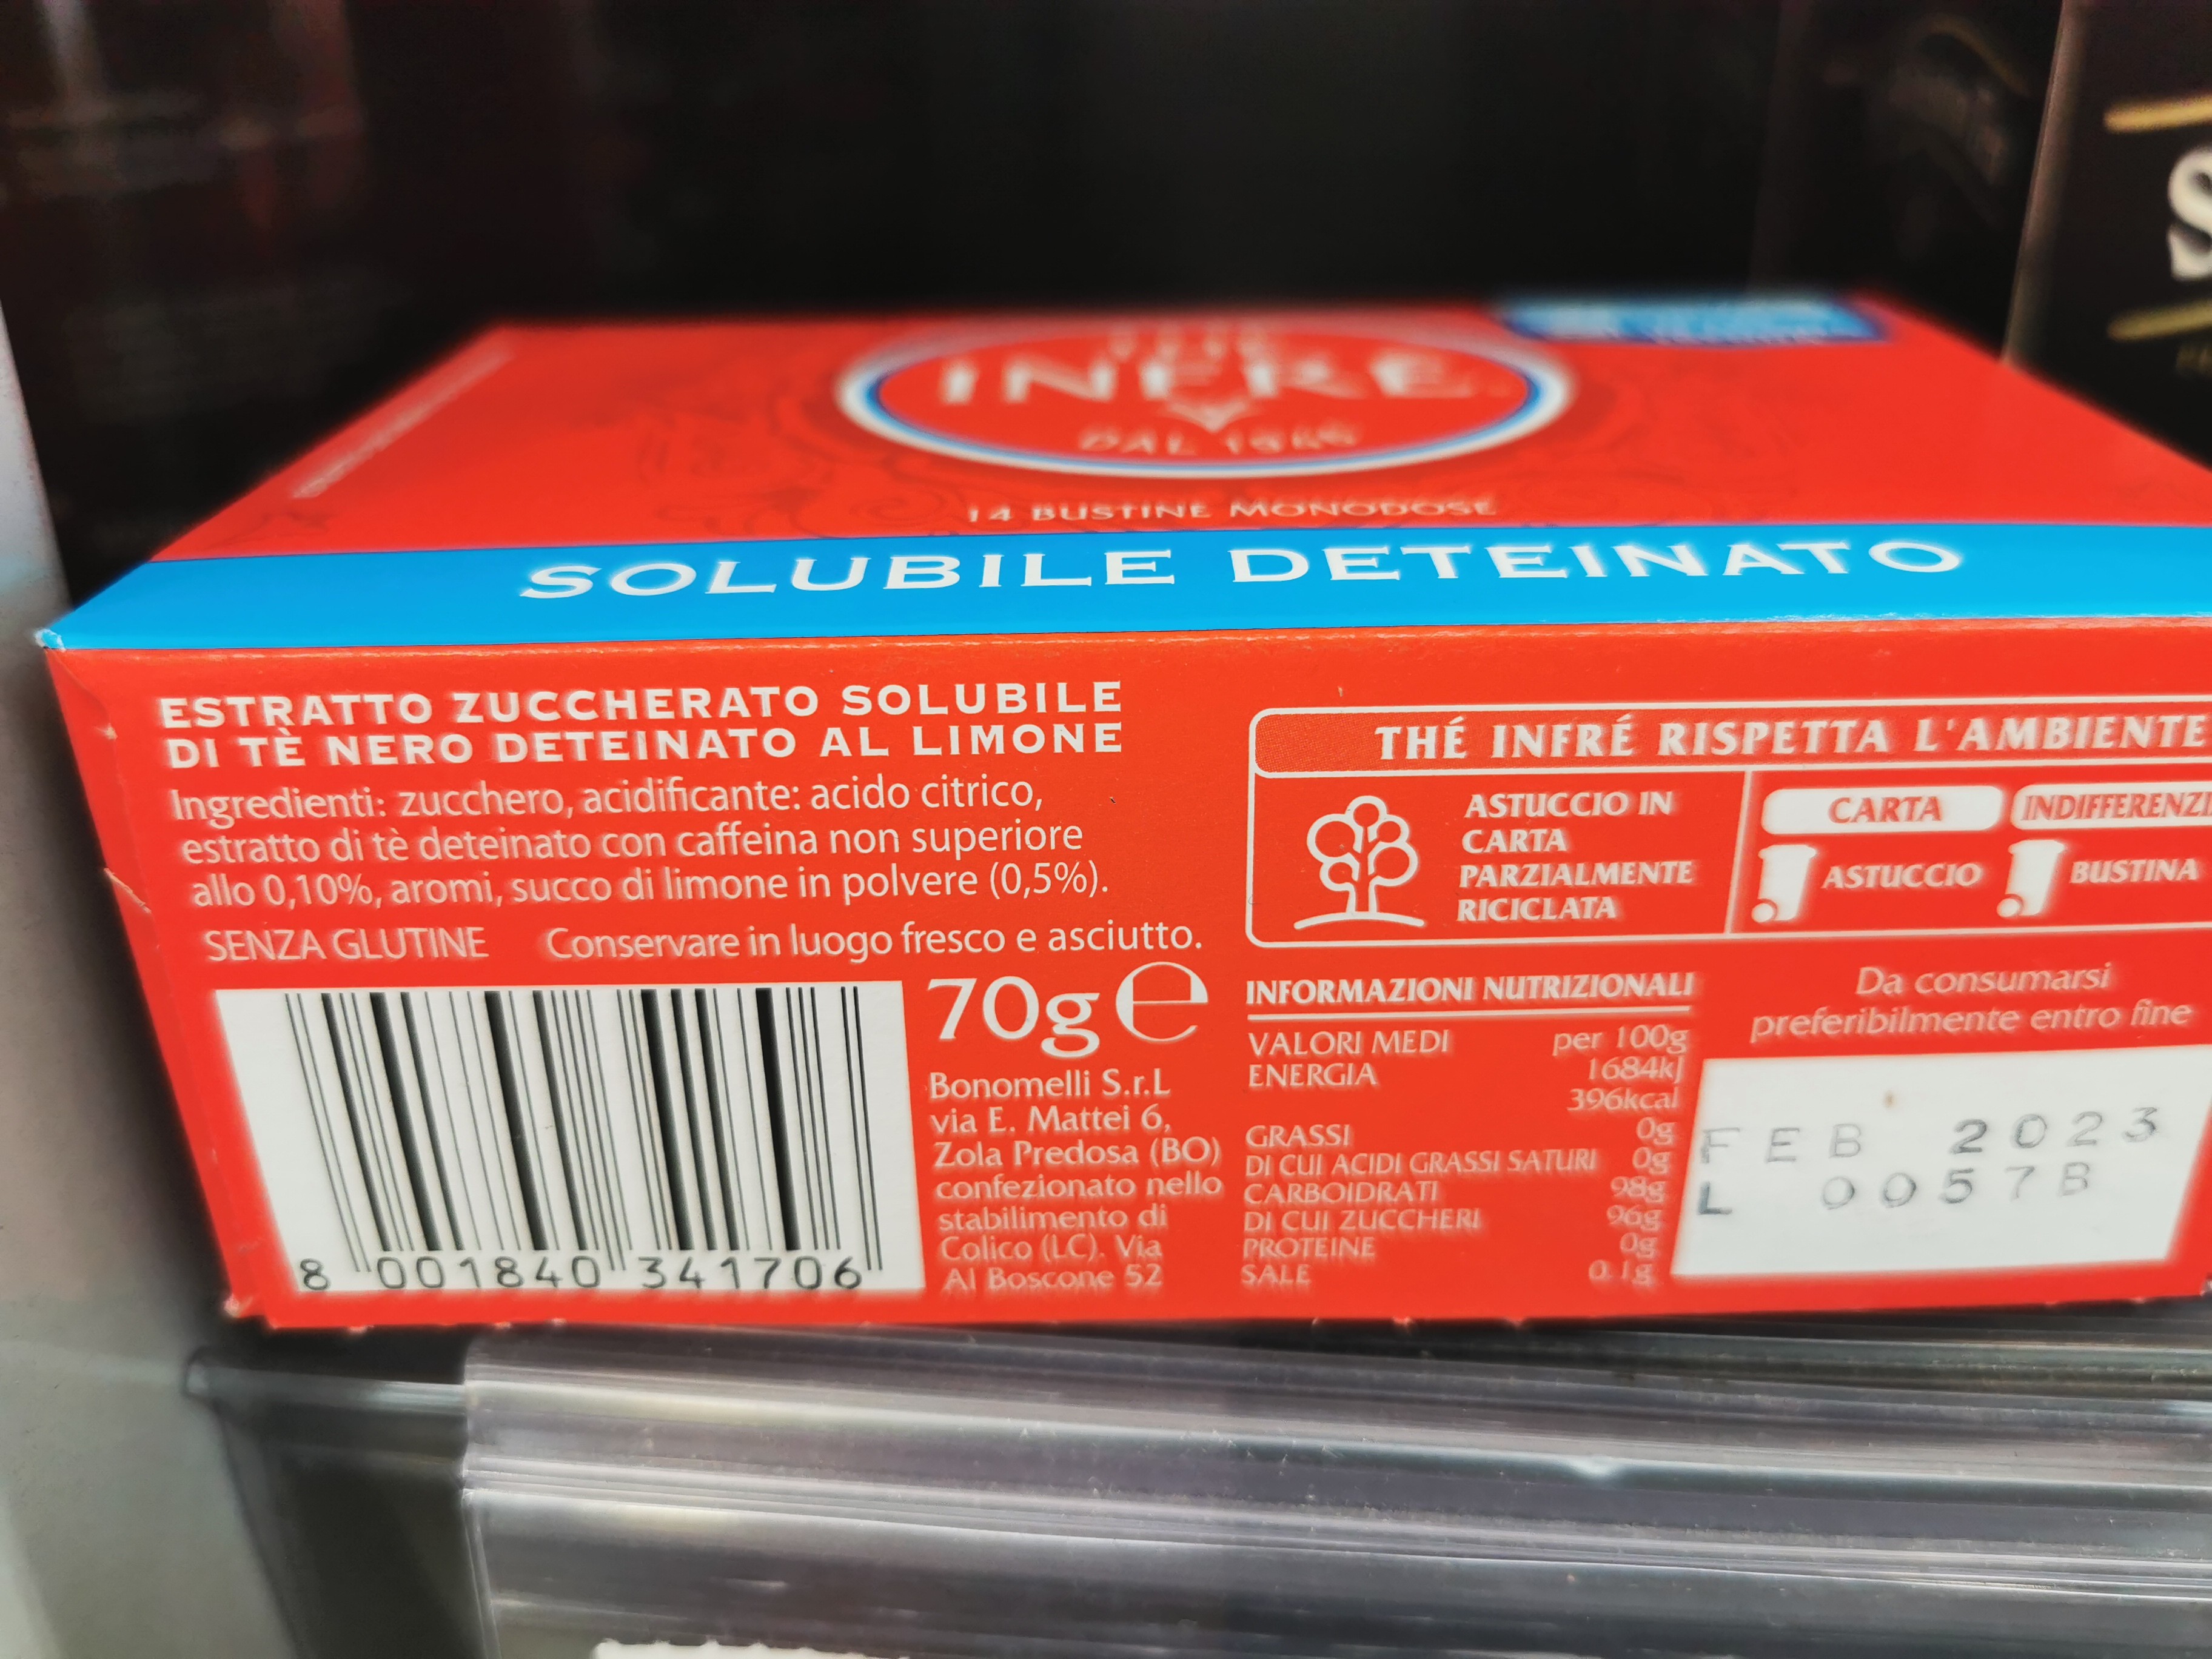 THÉ
INFRÉ
DAL 1946
14 BUSTINE MONODOSE
SOLUBILE DETEINATO
ESTRATTO ZUCCHERATO SOLUBILE
DI TÈ NERO DETEINATO AL LIMONE
Ingredienti: zucchero, acidificante: acido citrico,
estratto di tè deteinato con caffeina non superiore
allo 0,10%, aromi, succo di limone in polvere (0,5%).
SENZA GLUTINE Conservare in luogo fresco e asciutto.
8 001840 341706
70g e
Bonomelli S.r.L
via E. Mattei 6,
Zola Predosa (BO)
confezionato nello
stabilimento di
Colico (LC). Via
Al Boscone 52
THÉ INFRÉ RISPETTA L'AMBIENTE
ASTUCCIO IN
CARTA
PARZIALMENTE
RICICLATA
CARTA
ASTUCCIO
INDIFFERENZI
BUSTINA
INFORMAZIONI NUTRIZIONALI
VALORI MEDI per 100g
ENERGIA 1684kJ
396kcal
GRASSI 0g
DI CUI ACIDI GRASSI SATURI 0g
CARBOIDRATI 98g
DI CUI ZUCCHERI 96g
PROTEINE 0g
SALE 0.1g
Da consumarsi
preferibilmente entro fine
FEB 2023
L 0057B
S